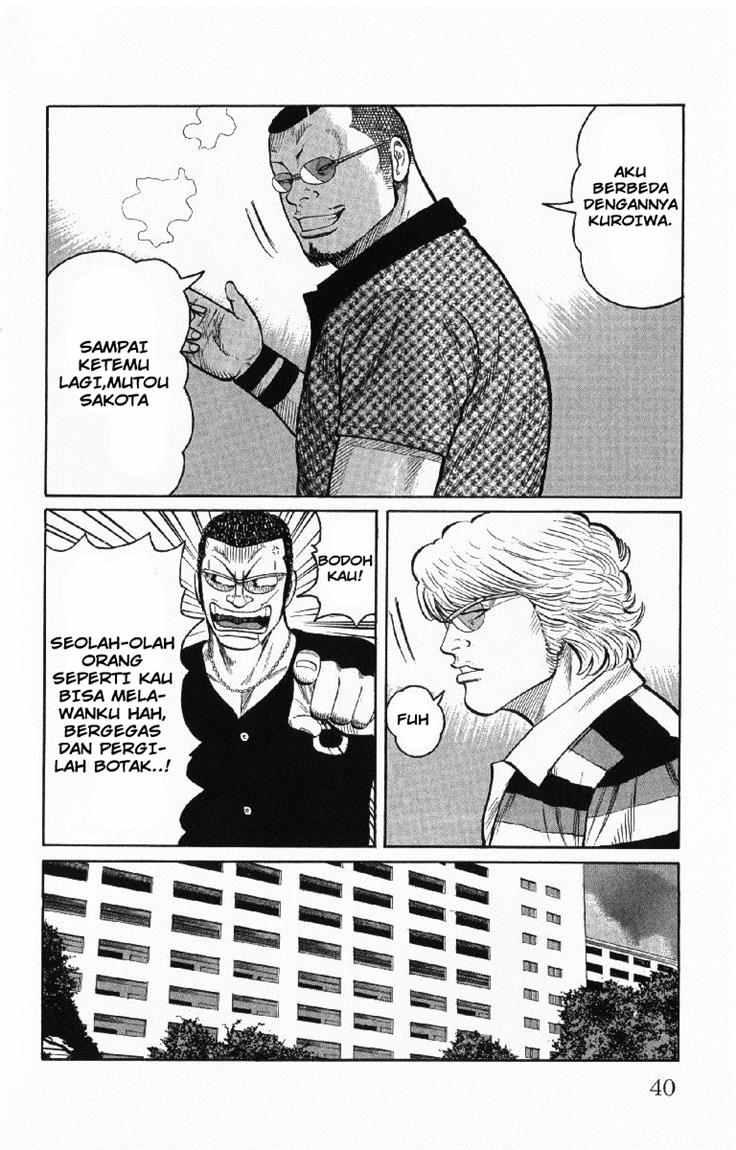 AKU
BERBEDA
DENGANNYA
KUROIWA.
SAMPAI
KETEMU
LAGI,MUTOU
SAKOTA
BODOH
KAU!
SEOLAH-OLAH
ORANG
SEPERTI KAU
BISA MELA-
WANKU HAH,
BERGEGAS
DAN PERGI-
LAH BOTAK..!
FUH
40